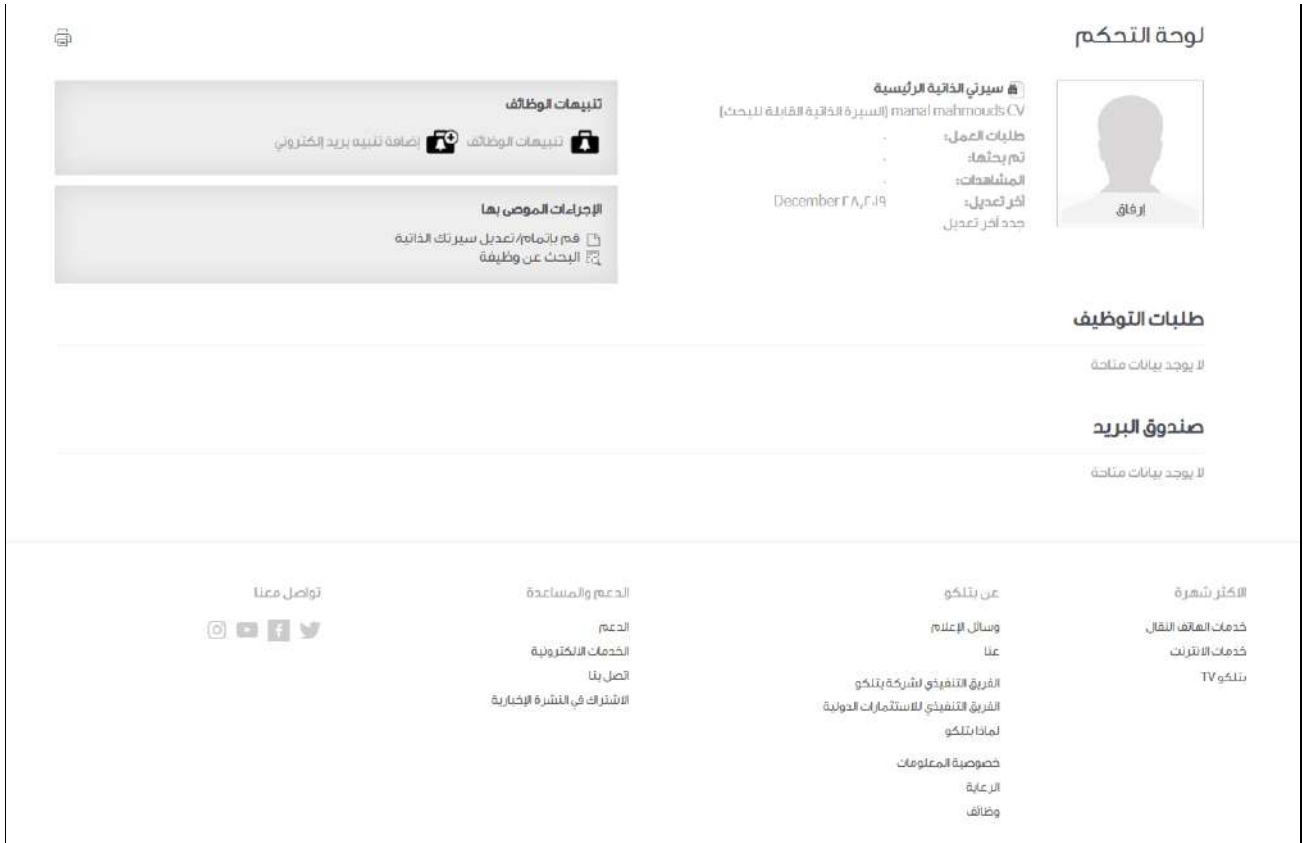 لوحة التحكم
سيرتي الذاتية الرئيسية
manal mahmouds CV (السيرة الذاتية القابلة للبحث)
طلبات العمل: ٠
تم بحثها: ٠
المشاهدات: ٠
آخر تعديل: December ٢٨,٢٠١٩
جدد آخر تعديل
إرفاق
تنبيهات الوظائف
تنبيهات الوظائف إضافة تنبيه بريد إلكتروني
الإجراءات الموصى بها
قم بإتمام/تعديل سيرتك الذاتية
البحث عن وظيفة
طلبات التوظيف
لا يوجد بيانات متاحة
صندوق البريد
لا يوجد بيانات متاحة
الاكثر شهرة
خدمات الهاتف النقال
خدمات الانترنت
بتلكو TV
عن بتلكو
وسائل الإعلام
عنا
الفريق التنفيذي لشركة بتلكو
الفريق التنفيذي للاستثمارات الدولية
لماذا بتلكو
خصوصية المعلومات
الرعاية
وظائف
الدعم والمساعدة
الدعم
الخدمات الالكترونية
اتصل بنا
الاشتراك في النشرة الإخبارية
تواصل معنا